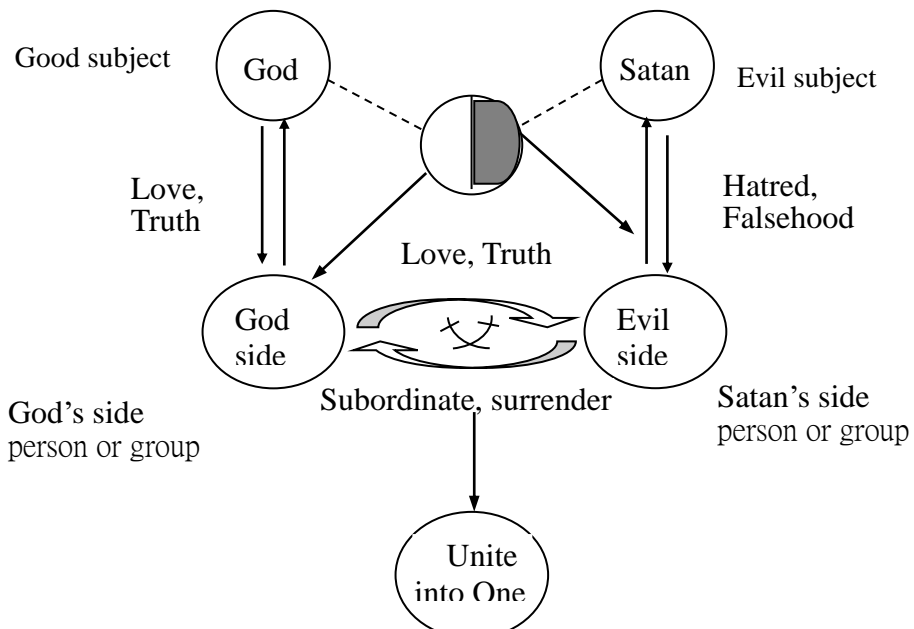 Good subject
God
Satan
Evil subject
Love,
Truth
Hatred,
Falsehood
Love, Truth
God
side
Evil
side
Subordinate, surrender
God’s side
person or group
Satan’s side
person or group
Unite
into One